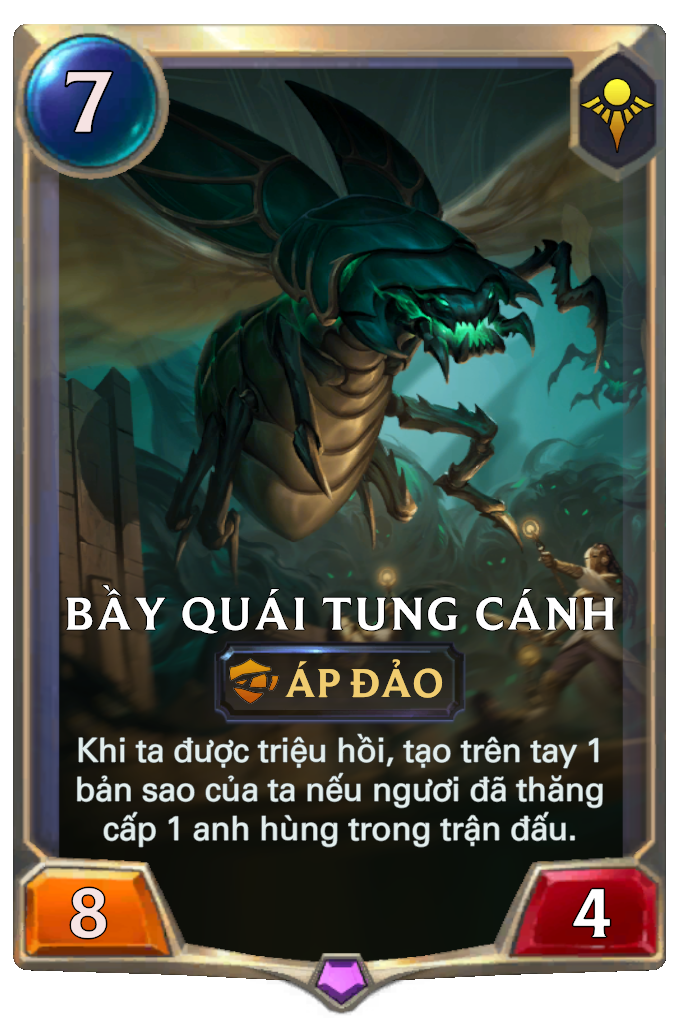 7
BẦY QUÁI TUNG CÁNH
ÁP ĐẢO
Khi ta được triệu hồi, tạo trên tay 1
bản sao của ta nếu ngươi đã thăng
cấp 1 anh hùng trong trận đấu.
8
4